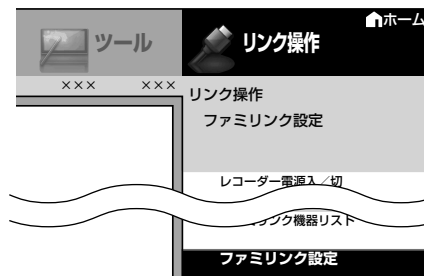 ホーム
ツール
リンク操作
××× ×××
リンク操作
ファミリンク設定
レコーダー電源入／切
リンク機器リスト
ファミリンク設定